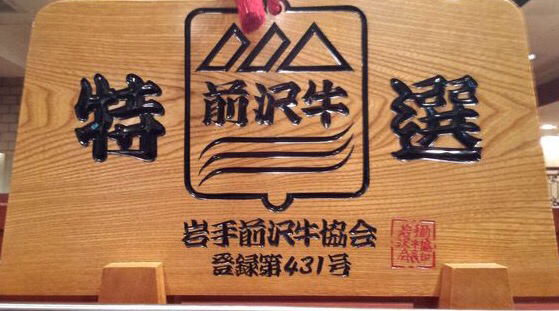 特選
前沢牛
岩手前沢牛協会
登録第431号